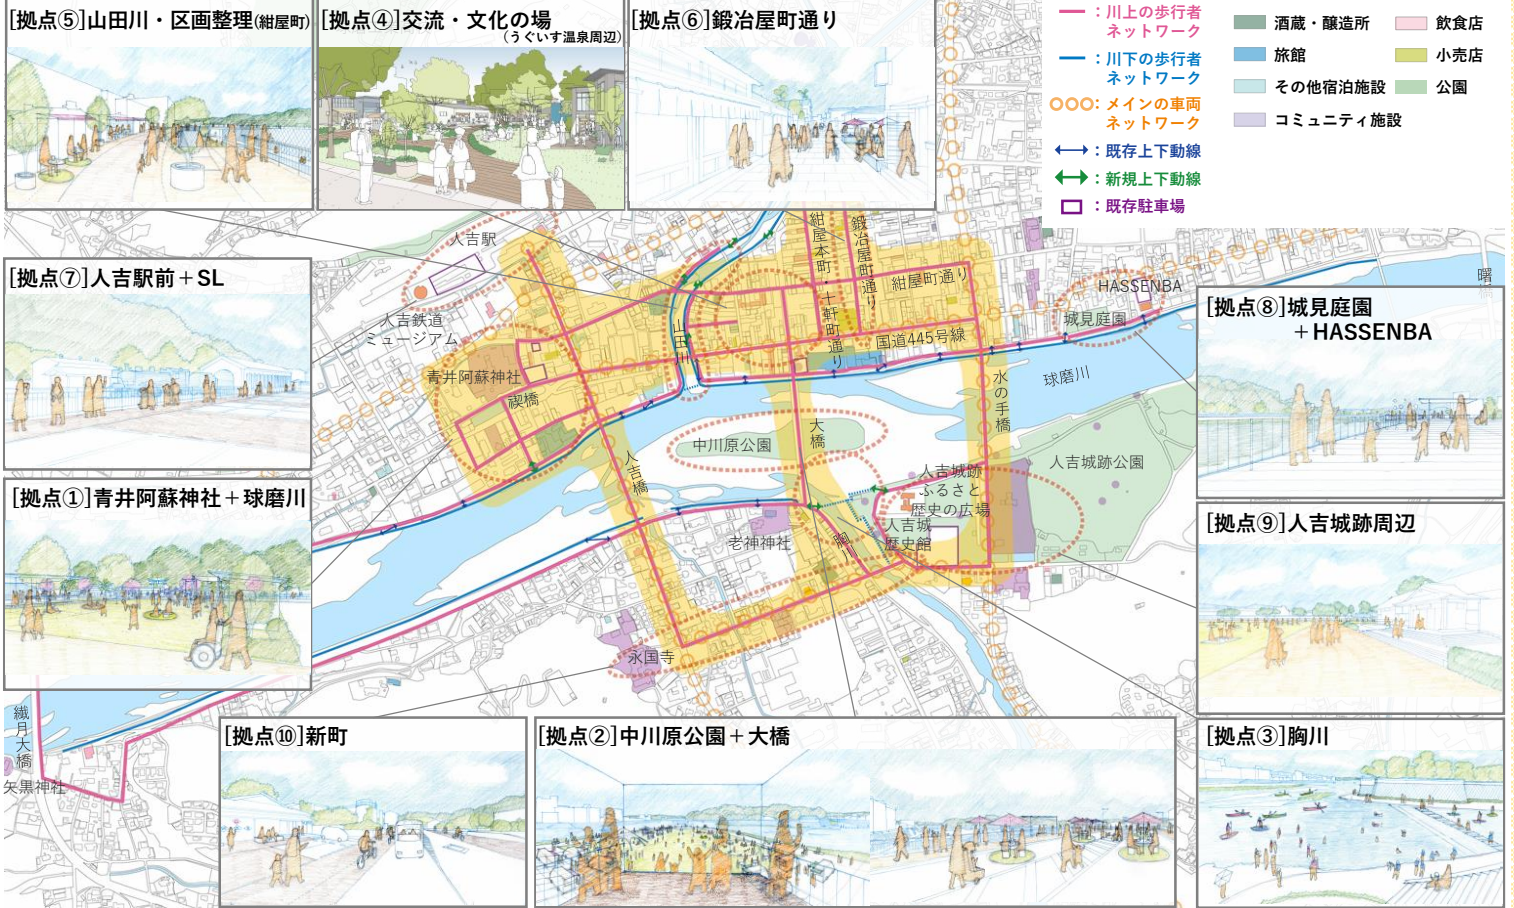 [拠点⑤]山田川・区画整理(紺屋町)
[拠点④]交流・文化の場
(うぐいす温泉周辺)
[拠点⑥]鍛冶屋町通り
：川上の歩行者
ネットワーク
：川下の歩行者
ネットワーク
：メインの車両
ネットワーク
：既存上下動線
：新規上下動線
：既存駐車場
酒蔵・醸造所
旅館
その他宿泊施設
コミュニティ施設
飲食店
小売店
公園
[拠点⑦]人吉駅前＋SL
人吉駅
人吉鉄道
ミュージアム
青井阿蘇神社
禊橋
山田川
紺屋本町・十軒町通り
鍛冶屋町通り
紺屋町通り
国道445号線
HASSENBA
城見庭園
曙橋
球磨川
水の手橋
大橋
中川原公園
人吉橋
人吉城跡
ふるさと
歴史の広場
人吉城
歴史館
人吉城跡公園
老神神社
胸川
永国寺
[拠点⑧]城見庭園
＋HASSENBA
[拠点①]青井阿蘇神社＋球磨川
[拠点⑨]人吉城跡周辺
繊月大橋
矢黒神社
[拠点⑩]新町
[拠点②]中川原公園＋大橋
[拠点③]胸川